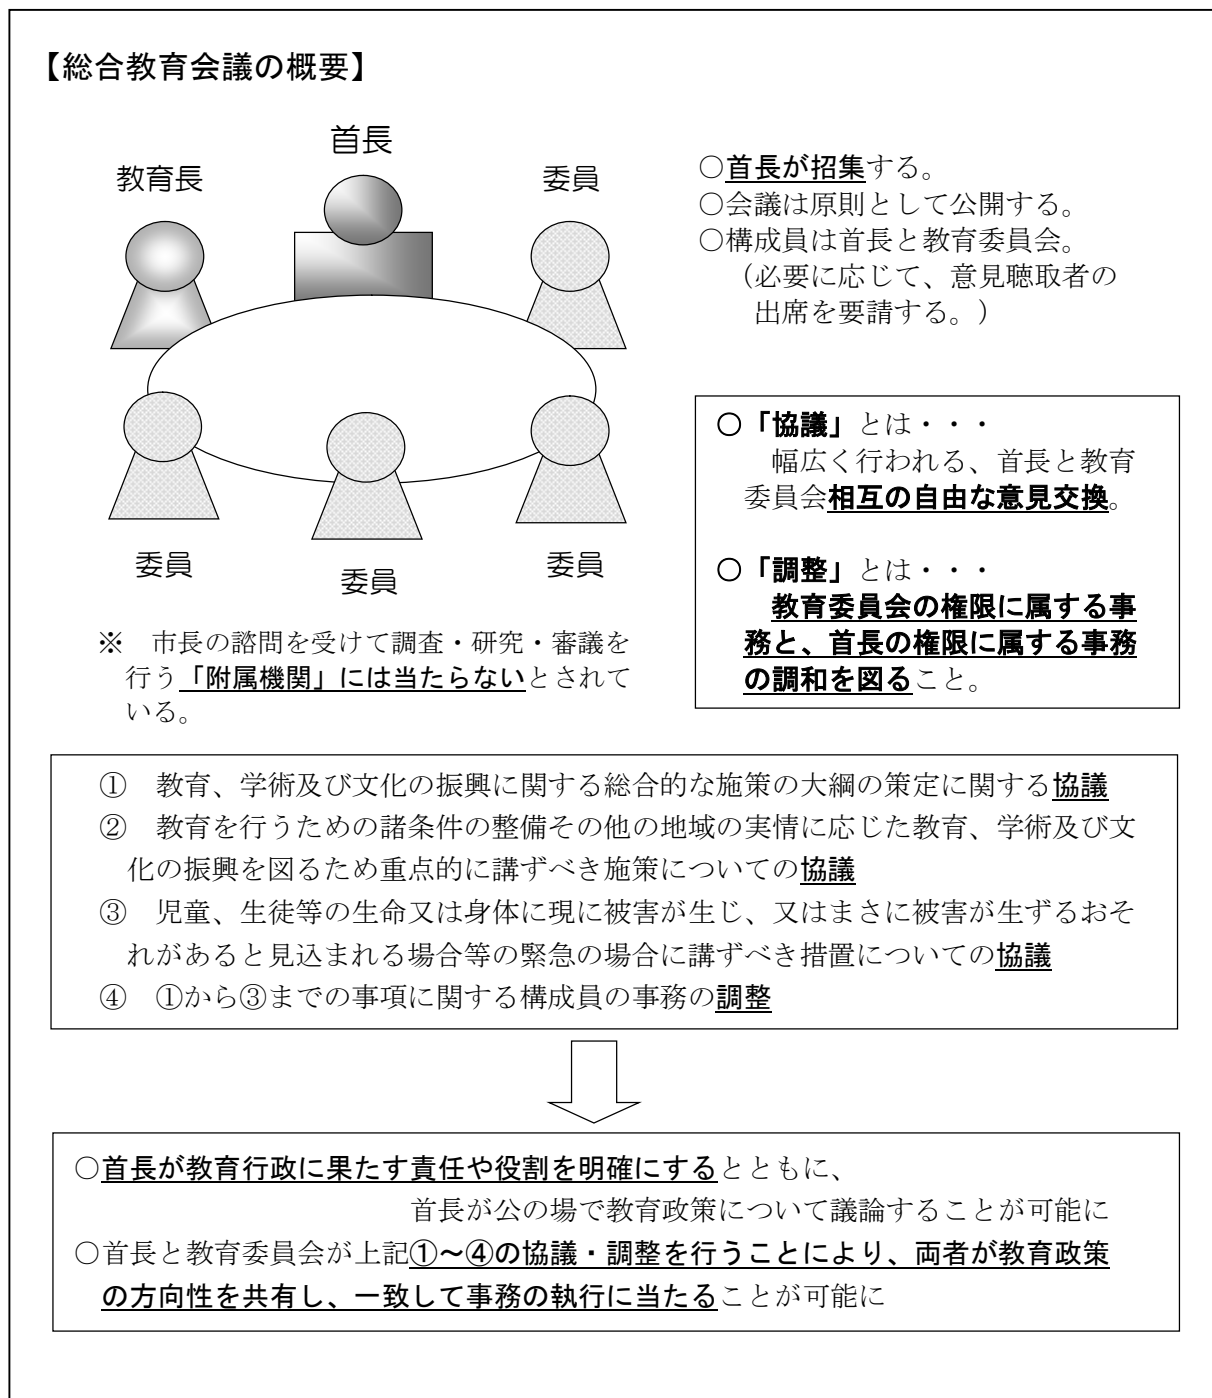 【総合教育会議の概要】
首長
教育長
委員
○首長が招集する。
○会議は原則として公開する。
○構成員は首長と教育委員会。
（必要に応じて、意見聴取者の
出席を要請する。）
委員
委員
委員
※　市長の諮問を受けて調査・研究・審議を
行う「附属機関」には当たらないとされて
いる。
○「協議」とは・・・
幅広く行われる、首長と教育
委員会相互の自由な意見交換。
○「調整」とは・・・
教育委員会の権限に属する事
務と、首長の権限に属する事務
の調和を図ること。
①　教育、学術及び文化の振興に関する総合的な施策の大綱の策定に関する協議
②　教育を行うための諸条件の整備その他の地域の実情に応じた教育、学術及び文
化の振興を図るため重点的に講ずべき施策についての協議
③　児童、生徒等の生命又は身体に現に被害が生じ、又はまさに被害が生ずるおそ
れがあると見込まれる場合等の緊急の場合に講ずべき措置についての協議
④　①から③までの事項に関する構成員の事務の調整
○首長が教育行政に果たす責任や役割を明確にするとともに、
首長が公の場で教育政策について議論することが可能に
○首長と教育委員会が上記①～④の協議・調整を行うことにより、両者が教育政策
の方向性を共有し、一致して事務の執行に当たることが可能に